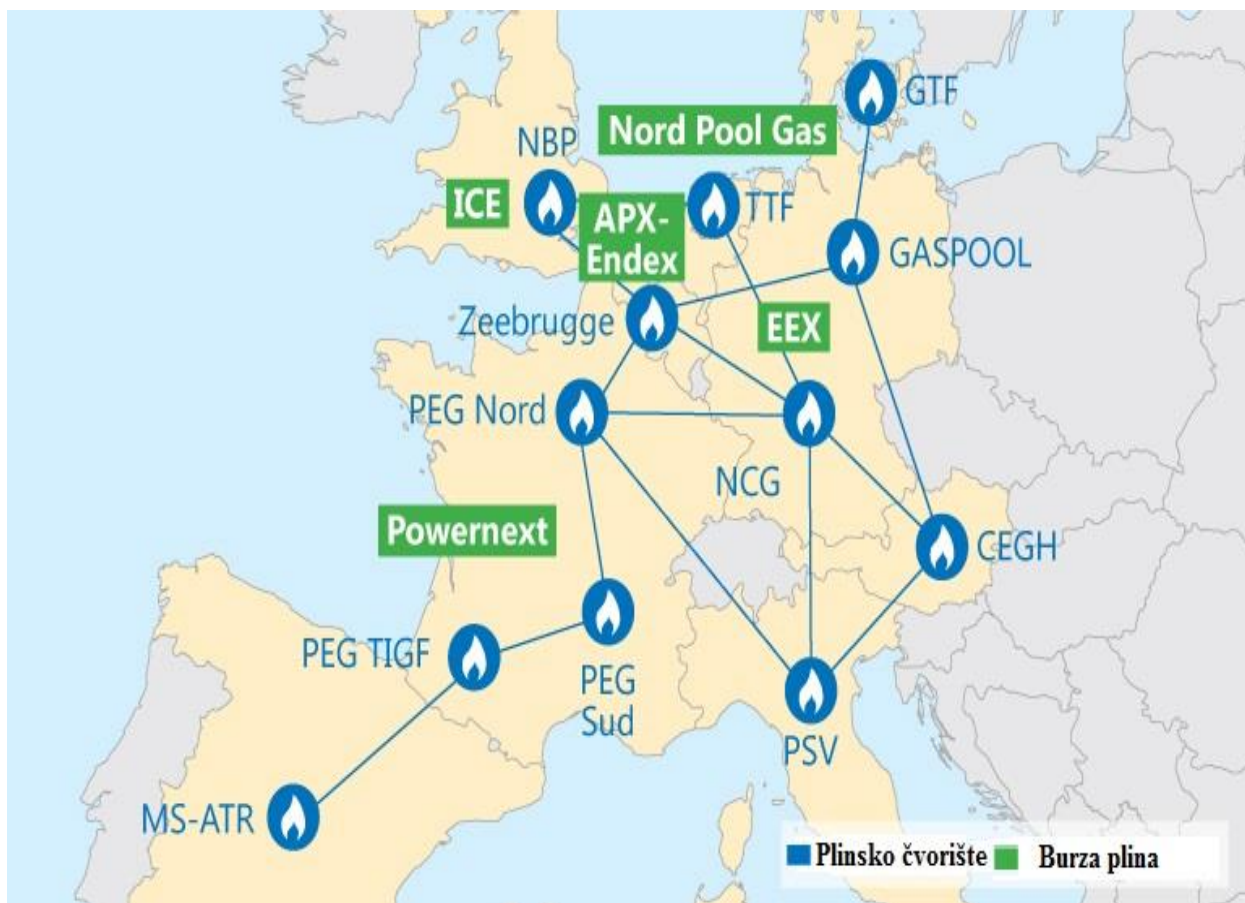 GTF
Nord Pool Gas
NBP
ICE
APX-
Endex
TTF
GASPOOL
Zeebrugge
EEX
PEG Nord
NCG
Powernext
CEGH
PEG TIGF
PEG
Sud
PSV
MS-ATR
Plinsko čvorište
Burza plina